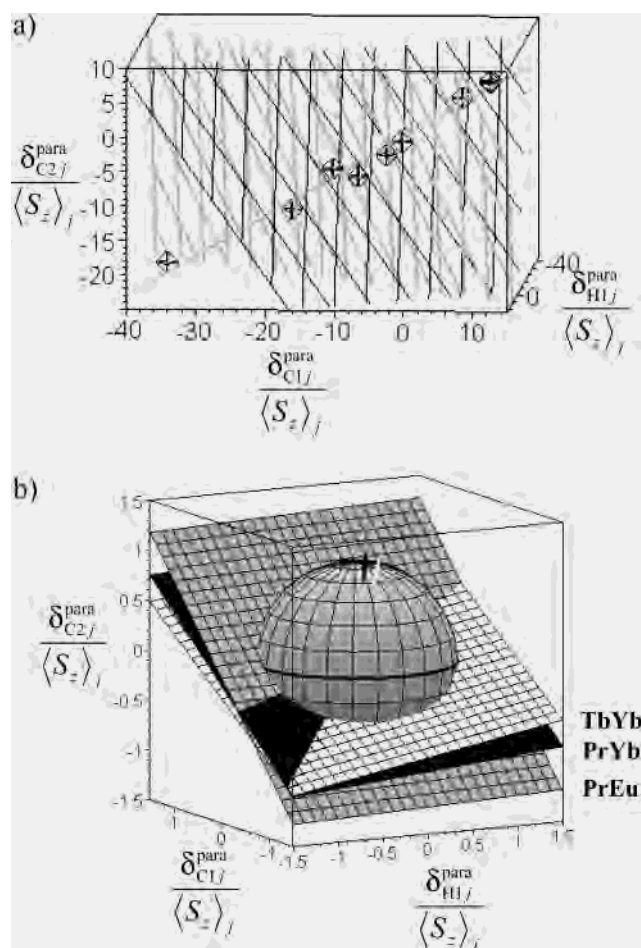 a)
10
5
0
-5
-10
-15
-20
δ^para_C2j / ⟨S_z⟩_j
-40 -30 -20 -10 0 10
δ^para_C1j / ⟨S_z⟩_j
-40
0
δ^para_H1j / ⟨S_z⟩_j
b)
1.5
1
0.5
0
-0.5
-1
-1.5
δ^para_C2j / ⟨S_z⟩_j
TbYb
PrYb
PrEu
1 0 -1
-1.5 -1 -0.5 0 0.5 1 1.5
δ^para_C1j / ⟨S_z⟩_j
δ^para_H1j / ⟨S_z⟩_j